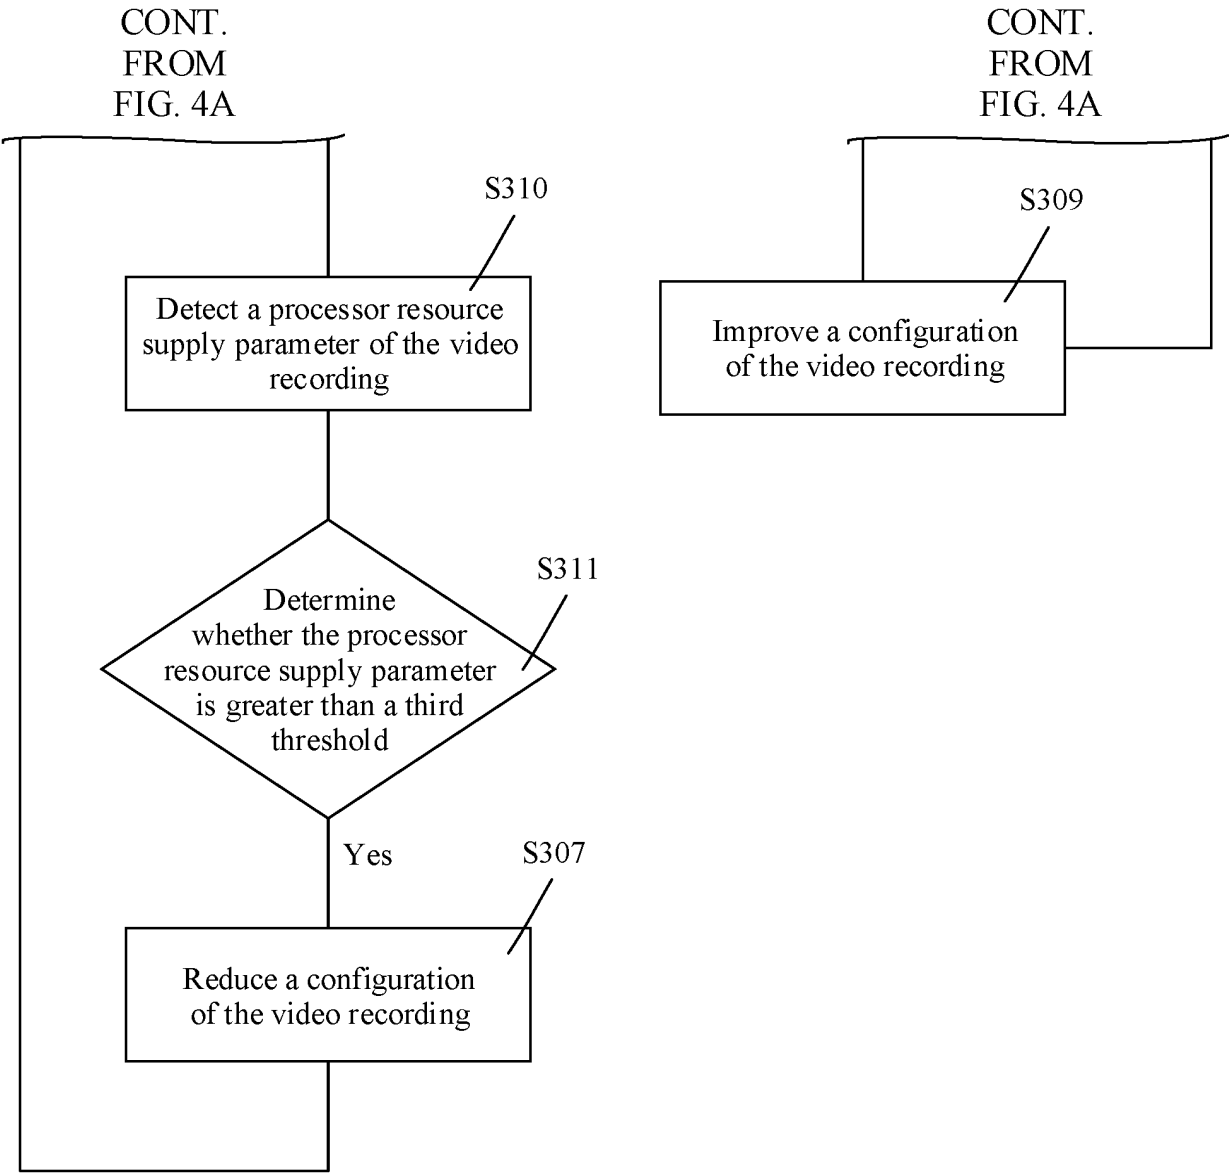 CONT.
FROM
FIG. 4A
S310
Detect a processor resource
supply parameter of the video
recording
S311
Determine
whether the processor
resource supply parameter
is greater than a third
threshold
Yes
S307
Reduce a configuration
of the video recording
CONT.
FROM
FIG. 4A
S309
Improve a configuration
of the video recording